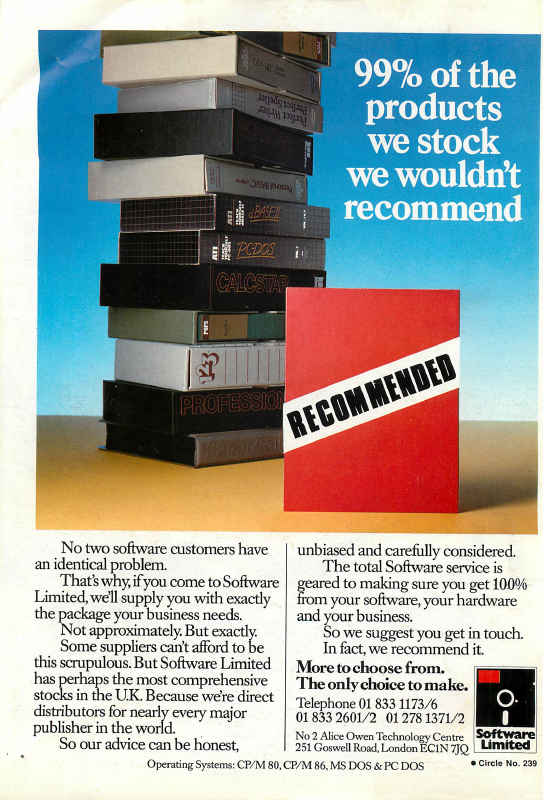 99% of the
products
we stock
we wouldn't
recommend
Perfect Speller
Perfect Writer
Personal BASIC
ATI
dBASE II
ATI
PC-DOS
CALCSTAR
POPS
PROFESSION
RECOMMENDED
No two software customers have
an identical problem.
That's why, if you come to Software
Limited, we'll supply you with exactly
the package your business needs.
Not approximately. But exactly.
Some suppliers can't afford to be
this scrupulous. But Software Limited
has perhaps the most comprehensive
stocks in the U.K. Because we're direct
distributors for nearly every major
publisher in the world.
So our advice can be honest,
unbiased and carefully considered.
The total Software service is
geared to making sure you get 100%
from your software, your hardware
and your business.
So we suggest you get in touch.
In fact, we recommend it.
More to choose from.
The only choice to make.
Telephone 01 833 1173/6
01 833 2601/2 01 278 1371/2
No 2 Alice Owen Technology Centre
251 Goswell Road, London EC1N 7JQ
Software
Limited
Operating Systems: CP/M 80, CP/M 86, MS DOS & PC DOS
• Circle No. 239